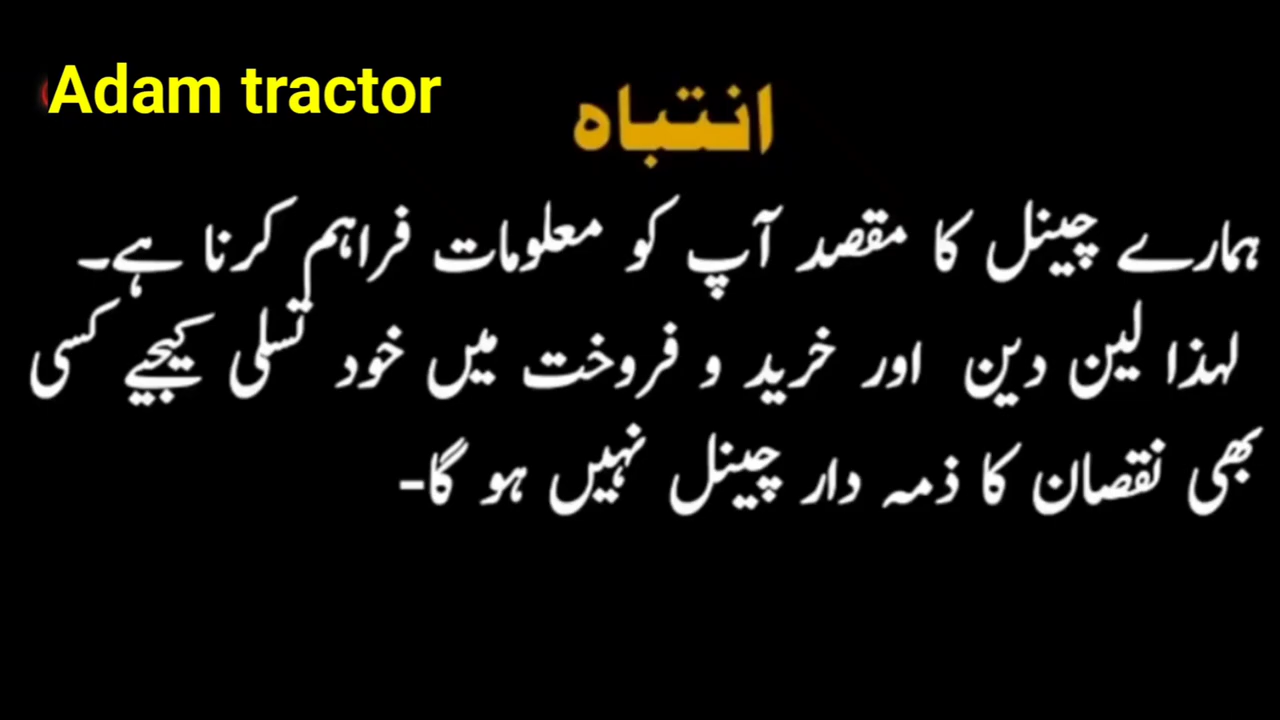 Adam tractor
انتباہ
ہمارے چینل کا مقصد آپ کو معلومات فراہم کرنا ہے۔
لہذا لین دین اور خرید و فروخت میں خود تسلی کیجیے کسی
بھی نقصان کا ذمہ دار چینل نہیں ہو گا-